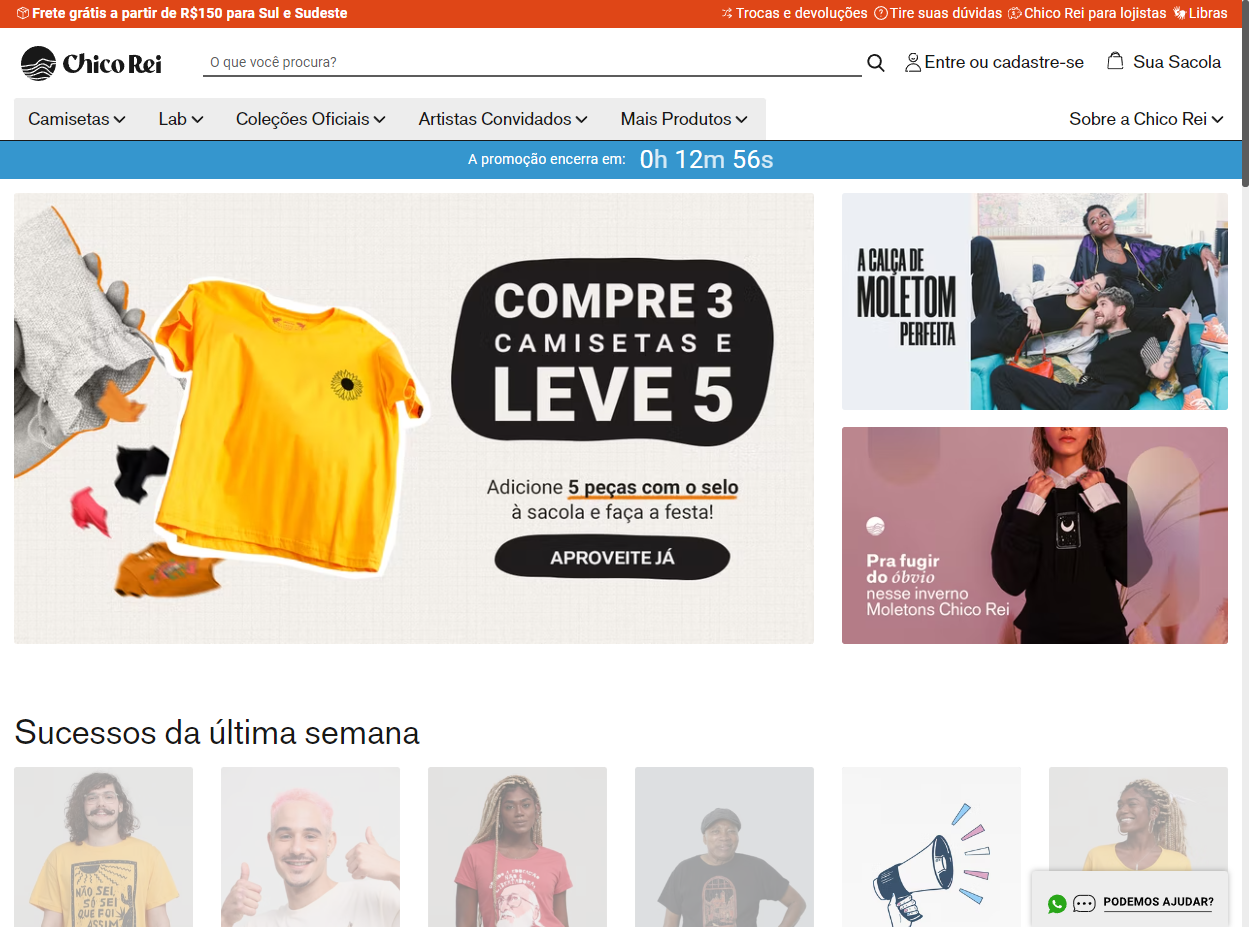 Frete grátis a partir de R$150 para Sul e Sudeste
Trocas e devoluções Tire suas dúvidas Chico Rei para lojistas Libras
Chico Rei
O que você procura?
Entre ou cadastre-se
Sua Sacola
Camisetas Lab Coleções Oficiais Artistas Convidados Mais Produtos
Sobre a Chico Rei
A promoção encerra em: 0h 12m 56s
COMPRE 3
CAMISETAS E
LEVE 5
Adicione 5 peças com o selo
à sacola e faça a festa!
APROVEITE JÁ
A CALÇA DE
MOLETOM
PERFEITA
Pra fugir
do óbvio
nesse inverno
Moletons Chico Rei
Sucessos da última semana
NÃO SEI,
SÓ SEI
QUE FOI
ASSIM
PODEMOS AJUDAR?